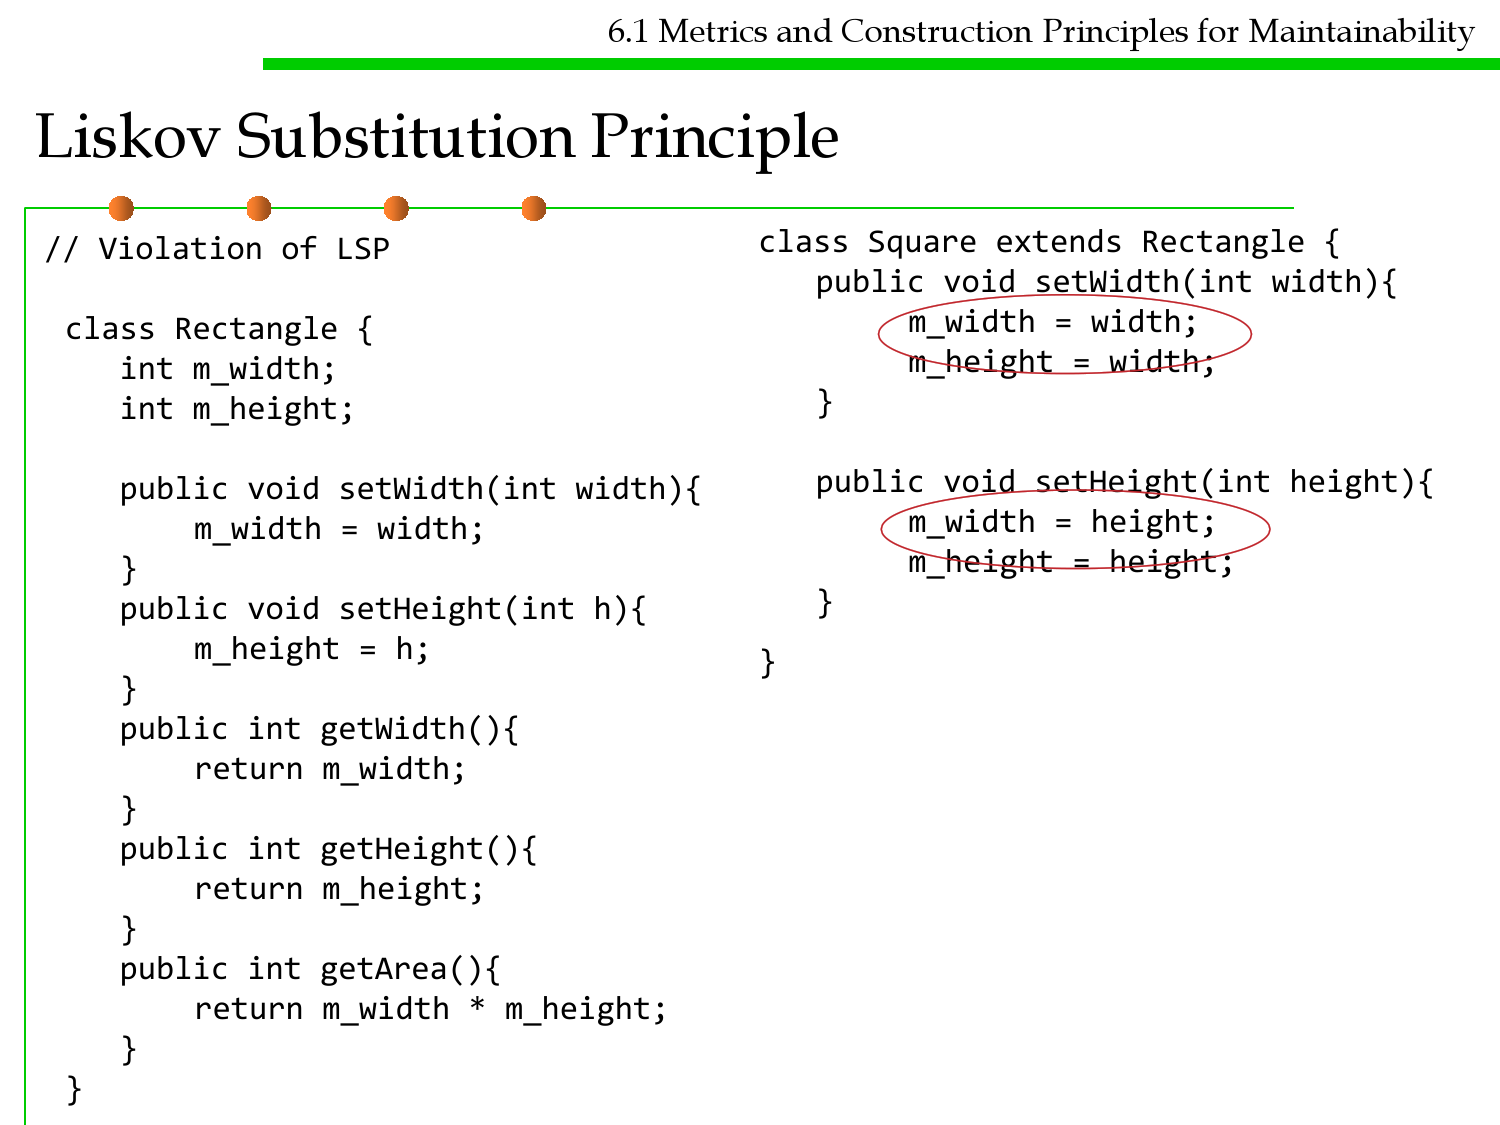 6.1 Metrics and Construction Principles for Maintainability
Liskov Substitution Principle
// Violation of LSP
class Rectangle {
int m_width;
int m_height;
public void setWidth(int width){
m_width = width;
}
public void setHeight(int h){
m_height = h;
}
public int getWidth(){
return m_width;
}
public int getHeight(){
return m_height;
}
public int getArea(){
return m_width * m_height;
}
}
class Square extends Rectangle {
public void setWidth(int width){
m_width = width;
m_height = width;
}
public void setHeight(int height){
m_width = height;
m_height = height;
}
}